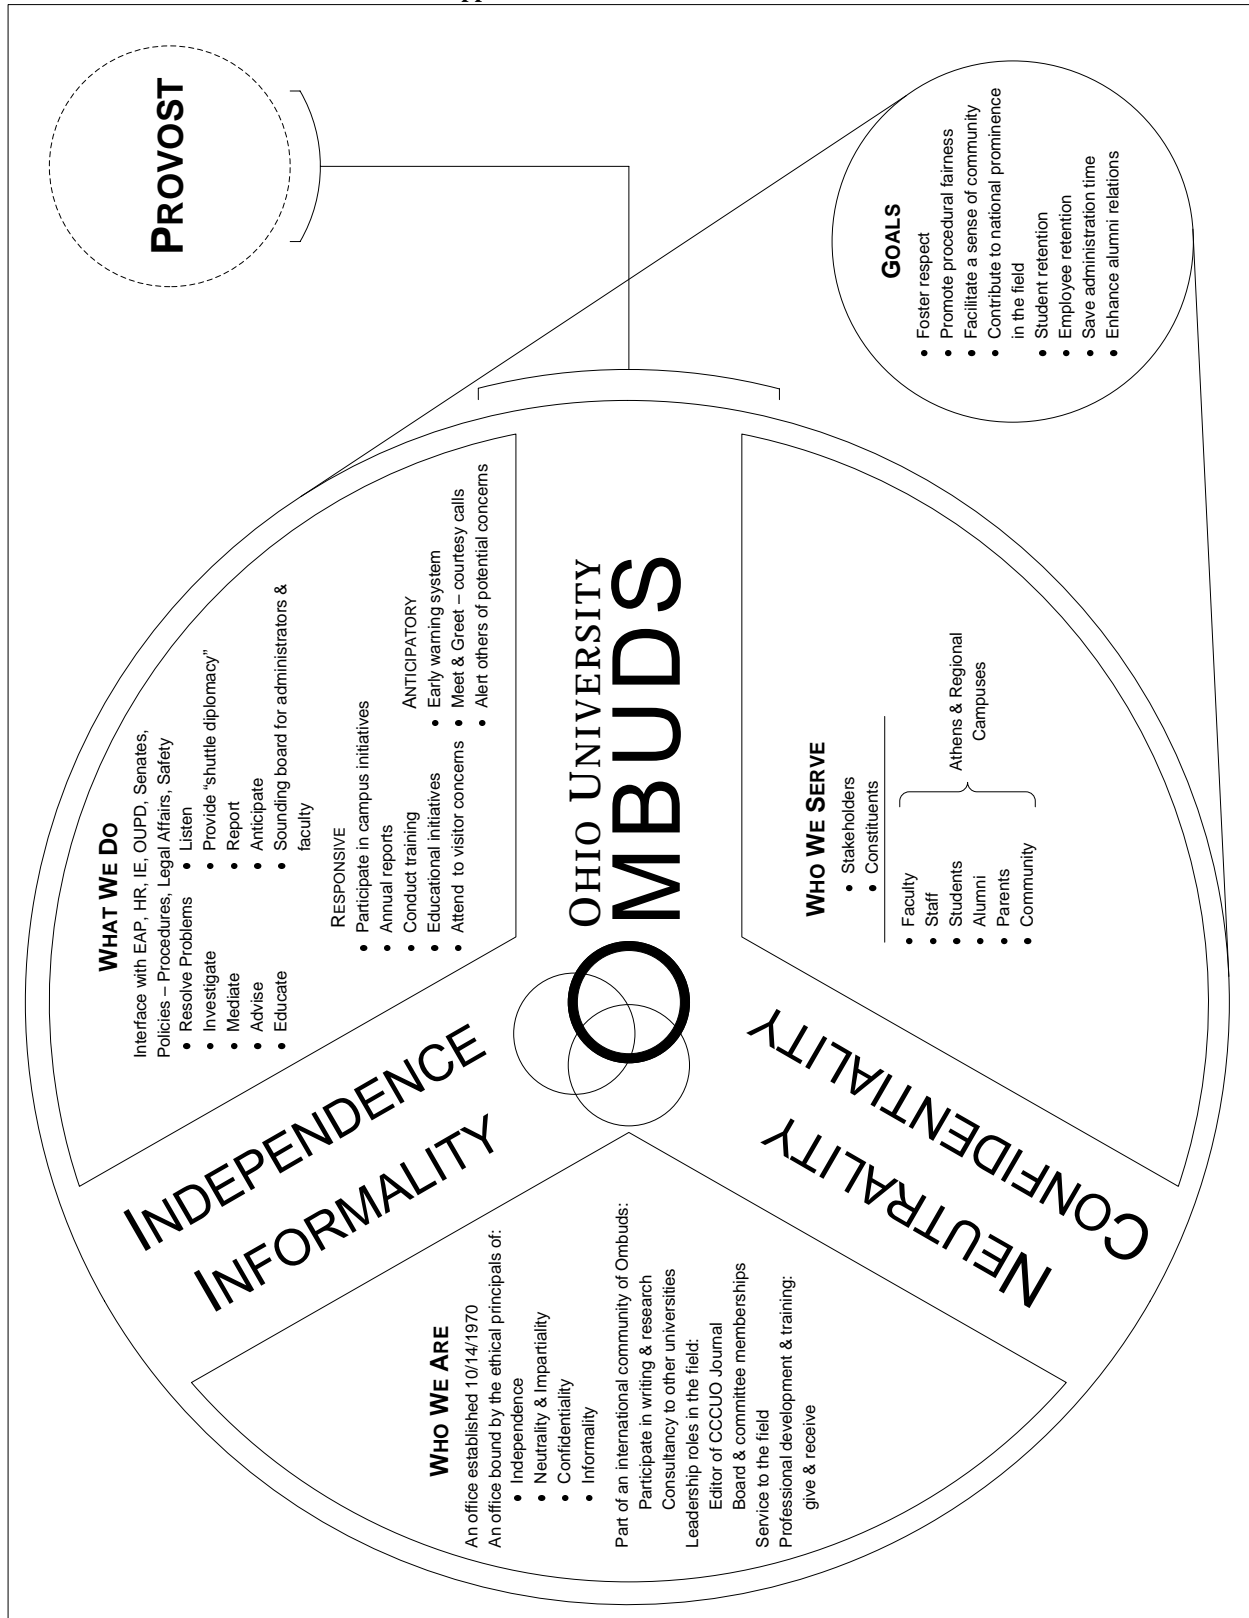 PROVOST
WHAT WE DO
Interface with EAP, HR, IE, OUPD, Senates,
Policies – Procedures, Legal Affairs, Safety
• Resolve Problems
• Investigate
• Mediate
• Advise
• Educate
• Listen
• Provide “shuttle diplomacy”
• Report
• Anticipate
• Sounding board for administrators &
faculty
RESPONSIVE
• Participate in campus initiatives
• Annual reports
• Conduct training
• Educational initiatives
• Attend to visitor concerns
ANTICIPATORY
• Early warning system
• Meet & Greet – courtesy calls
• Alert others of potential concerns
INDEPENDENCE
INFORMALITY
WHO WE ARE
An office established 10/14/1970
An office bound by the ethical principals of:
• Independence
• Neutrality & Impartiality
• Confidentiality
• Informality
Part of an international community of Ombuds:
Participate in writing & research
Consultancy to other universities
Leadership roles in the field:
Editor of CCCUO Journal
Board & committee memberships
Service to the field
Professional development & training:
give & receive
OHIO UNIVERSITY
OMBUDS
NEUTRALITY
CONFIDENTIALITY
WHO WE SERVE
• Stakeholders
• Constituents
• Faculty
• Staff
• Students
• Alumni
• Parents
• Community
Athens & Regional
Campuses
GOALS
• Foster respect
• Promote procedural fairness
• Facilitate a sense of community
• Contribute to national prominence
in the field
• Student retention
• Employee retention
• Save administration time
• Enhance alumni relations